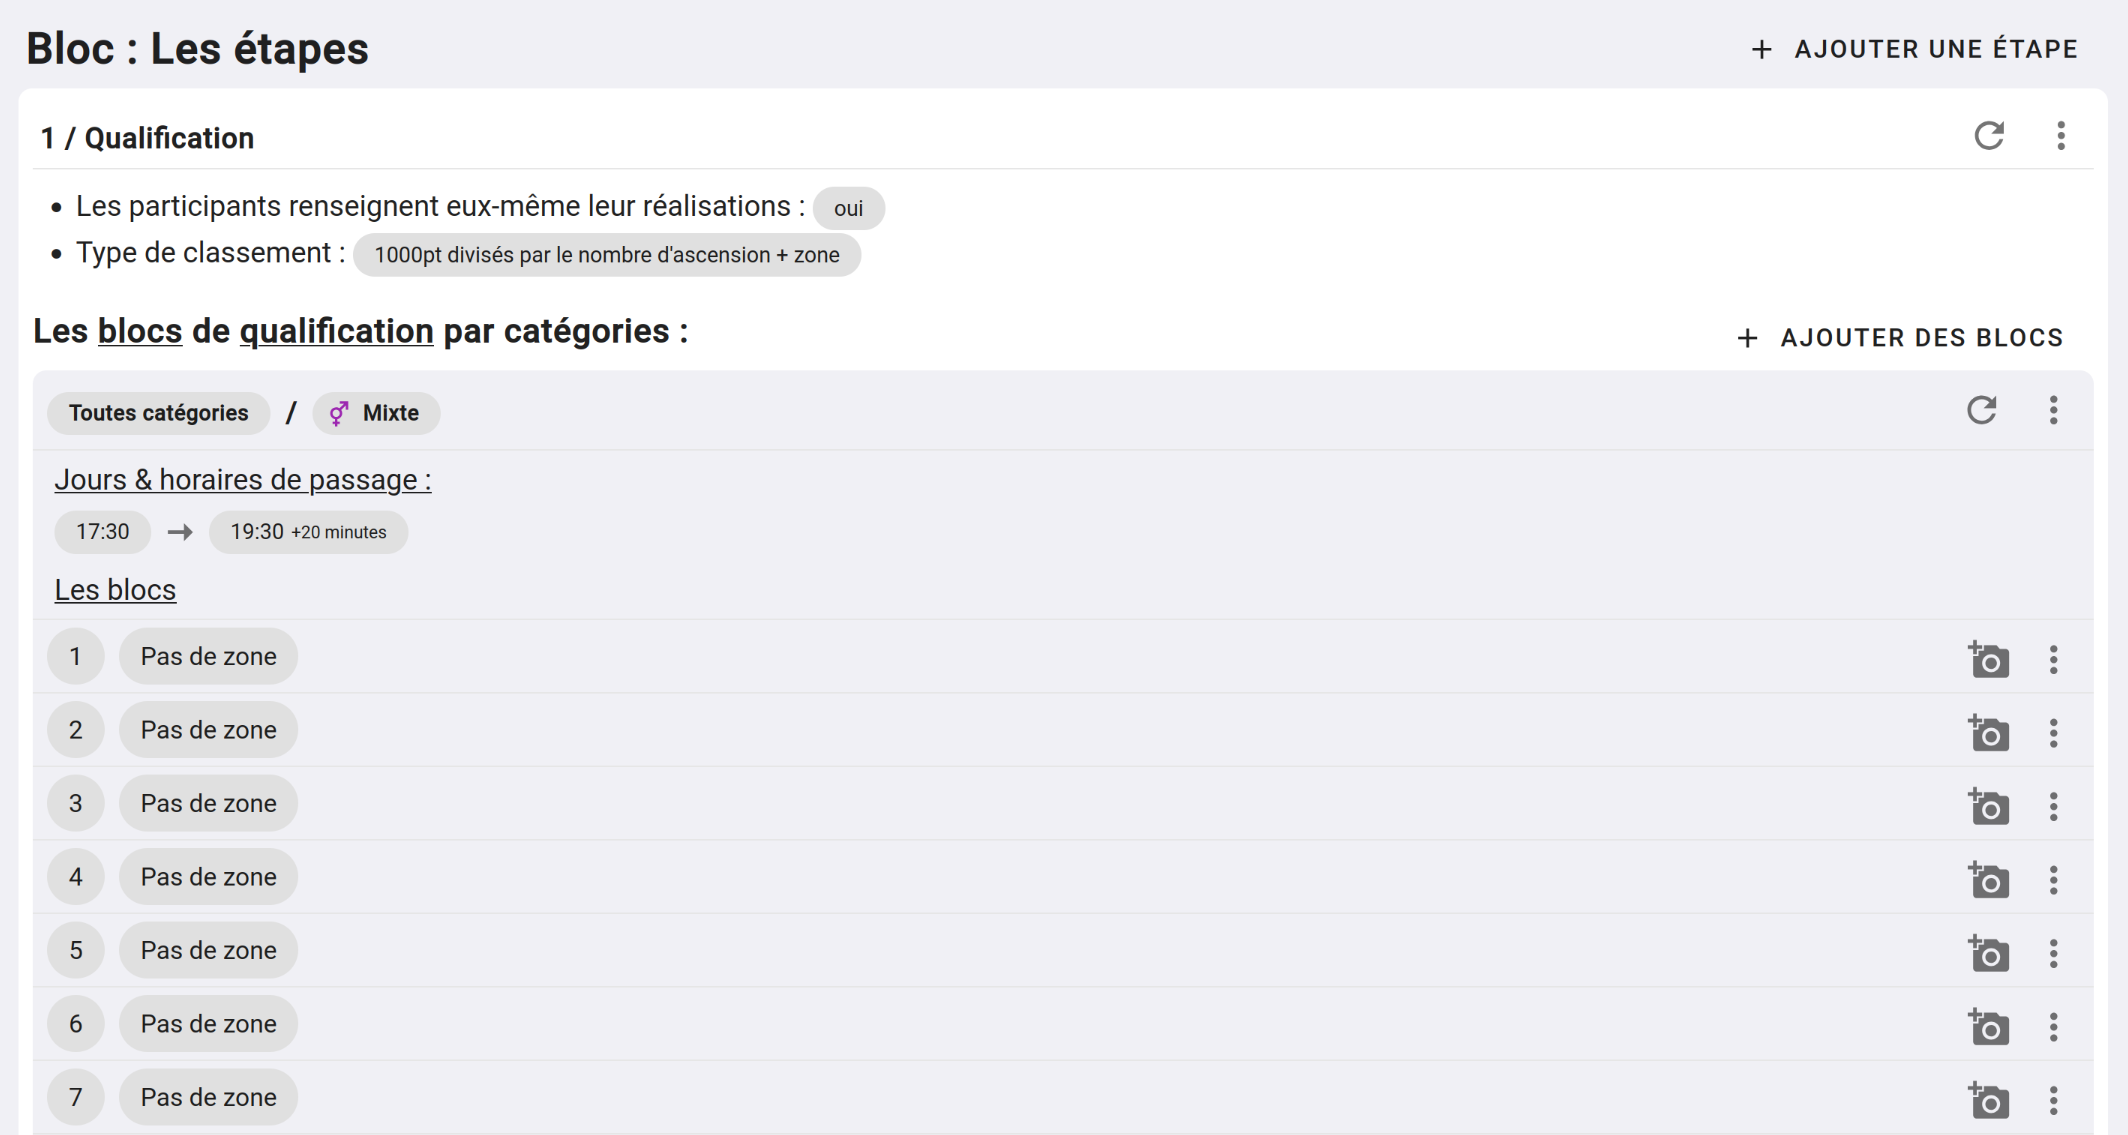 Bloc : Les étapes
+ AJOUTER UNE ÉTAPE
1 / Qualification
• Les participants renseignent eux-même leur réalisations : oui
• Type de classement : 1000pt divisés par le nombre d'ascension + zone
Les blocs de qualification par catégories :
+ AJOUTER DES BLOCS
Toutes catégories / Mixte
Jours & horaires de passage :
17:30 → 19:30 +20 minutes
Les blocs
1 Pas de zone
2 Pas de zone
3 Pas de zone
4 Pas de zone
5 Pas de zone
6 Pas de zone
7 Pas de zone